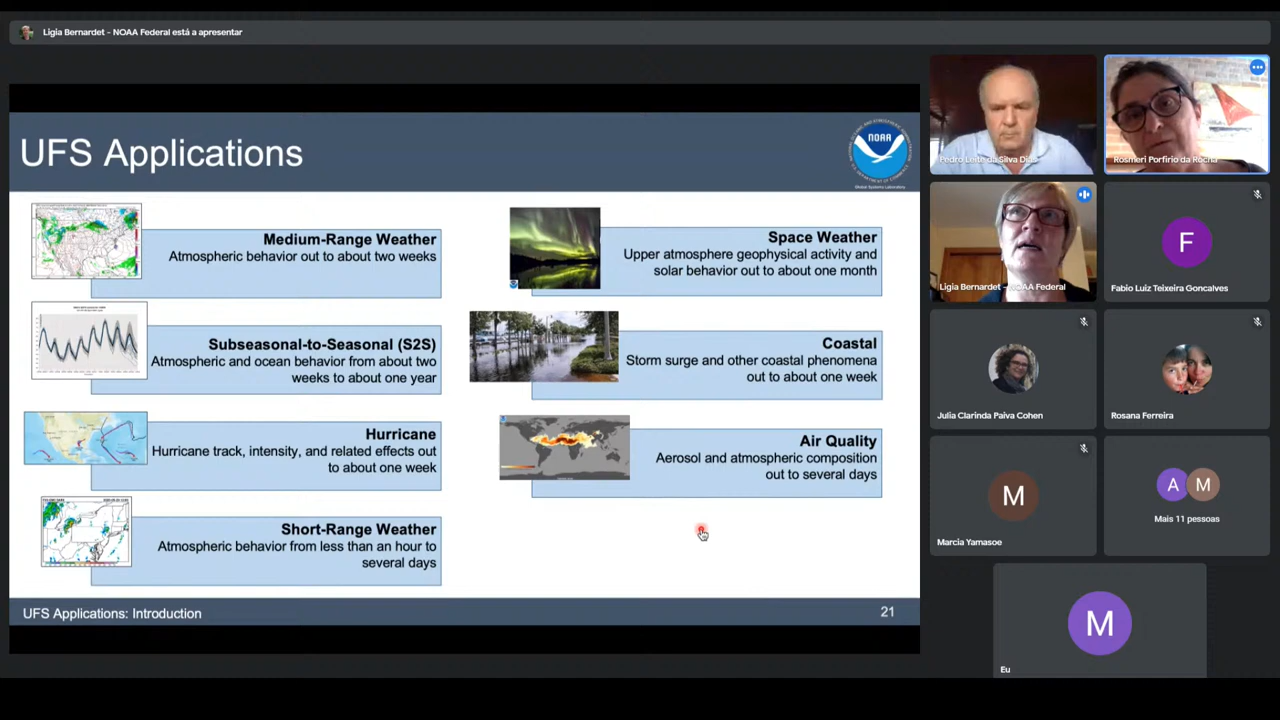 Ligia Bernardet - NOAA Federal está a apresentar
UFS Applications
NOAA
Global Systems Laboratory
Medium-Range Weather
Atmospheric behavior out to about two weeks
Subseasonal-to-Seasonal (S2S)
Atmospheric and ocean behavior from about two
weeks to about one year
Hurricane
Hurricane track, intensity, and related effects out
to about one week
Short-Range Weather
Atmospheric behavior from less than an hour to
several days
Space Weather
Upper atmosphere geophysical activity and
solar behavior out to about one month
Coastal
Storm surge and other coastal phenomena
out to about one week
Air Quality
Aerosol and atmospheric composition
out to several days
UFS Applications: Introduction
21
Pedro Leite da Silva Dias
Rosmeri Porfirio da Rocha
Ligia Bernardet - NOAA Federal
F
Fabio Luiz Teixeira Goncalves
Julia Clarinda Paiva Cohen
Rosana Ferreira
M
Marcia Yamasoe
A M
Mais 11 pessoas
M
Eu